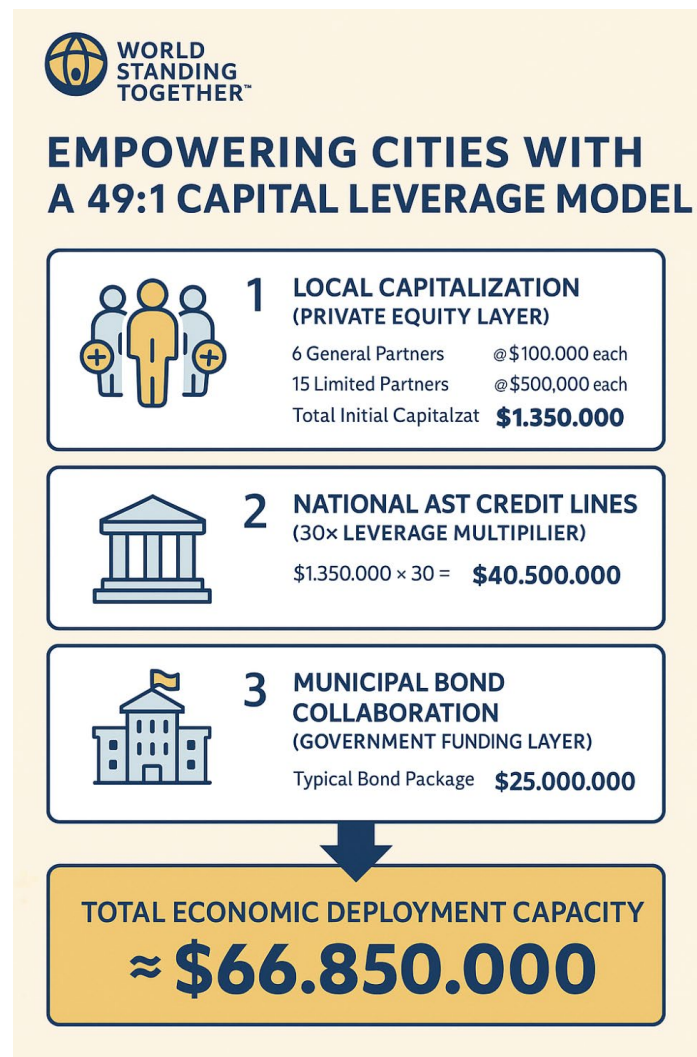 WORLD
STANDING
TOGETHER™
EMPOWERING CITIES WITH
A 49:1 CAPITAL LEVERAGE MODEL
1
LOCAL CAPITALIZATION
(PRIVATE EQUITY LAYER)
6 General Partners @ $100.000 each
15 Limited Partners @ $500,000 each
Total Initial Capitalzat $1.350.000
2
NATIONAL AST CREDIT LINES
(30× LEVERAGE MULTIPILIER)
$1.350.000 × 30 = $40.500.000
3
MUNICIPAL BOND
COLLABORATION
(GOVERNMENT FUNDING LAYER)
Typical Bond Package $25.000.000
TOTAL ECONOMIC DEPLOYMENT CAPACITY
≈ $66.850.000